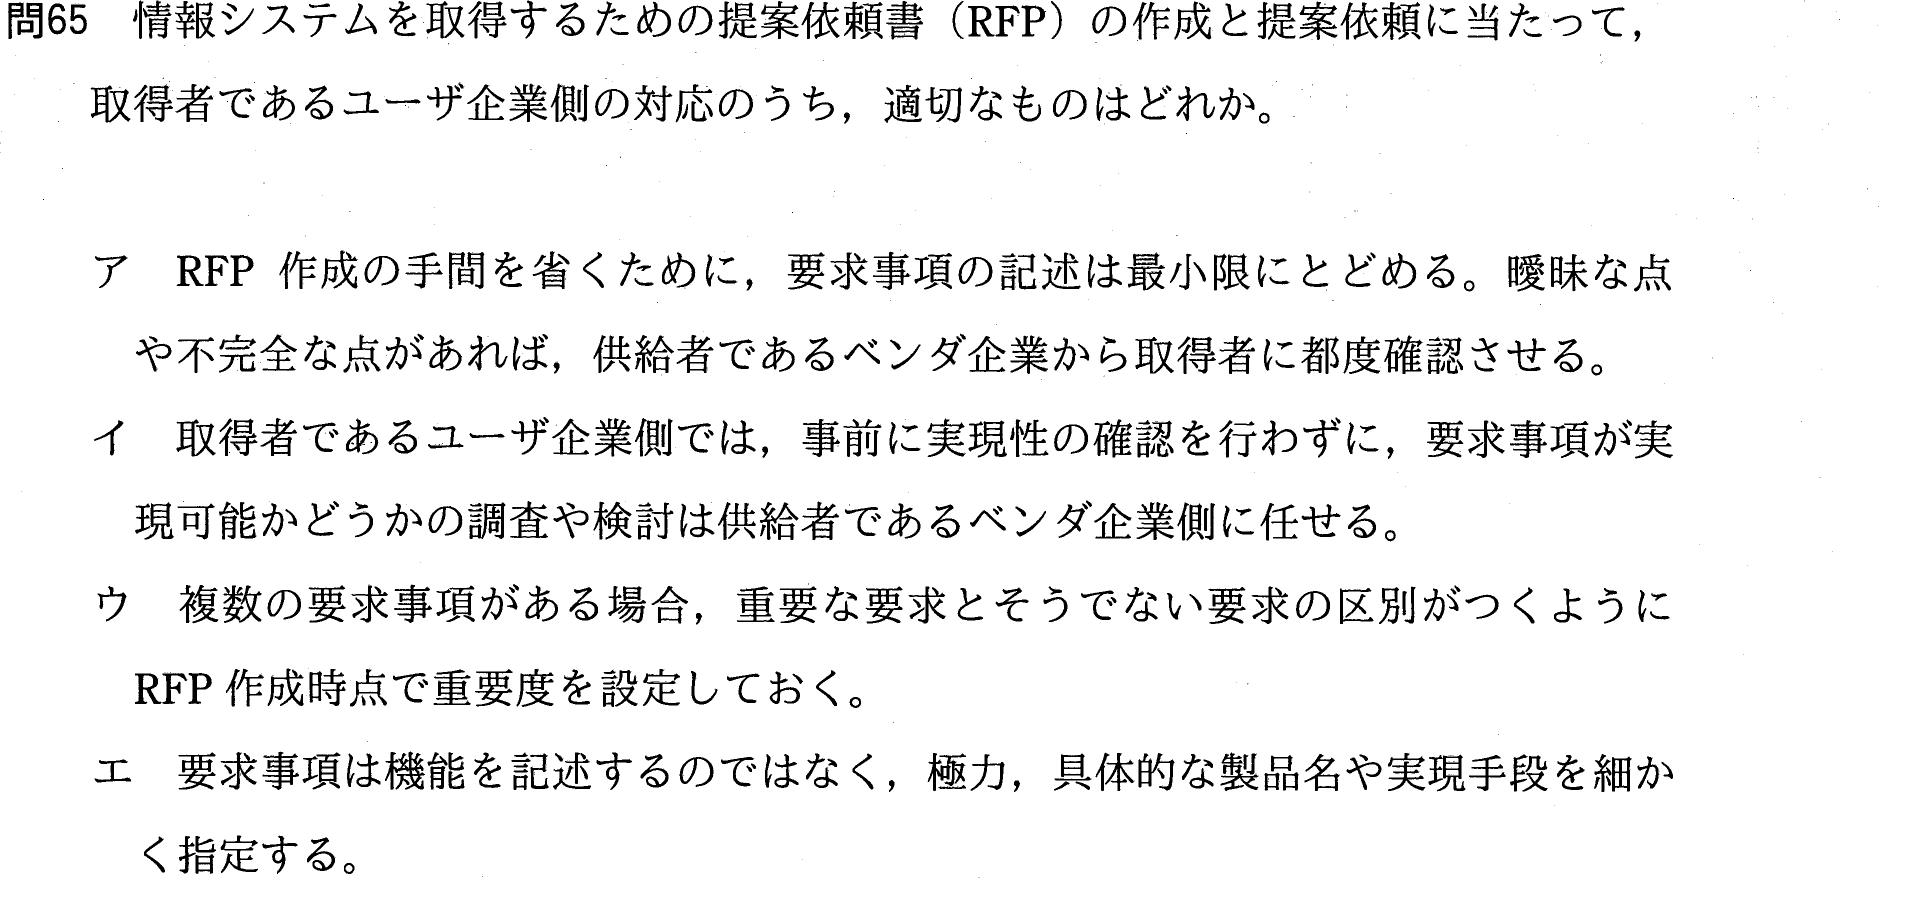 問65 情報システムを取得するための提案依頼書（RFP）の作成と提案依頼に当たって，
取得者であるユーザ企業側の対応のうち，適切なものはどれか。
ア RFP 作成の手間を省くために，要求事項の記述は最小限にとどめる。曖昧な点
や不完全な点があれば，供給者であるベンダ企業から取得者に都度確認させる。
イ 取得者であるユーザ企業側では，事前に実現性の確認を行わずに，要求事項が実
現可能かどうかの調査や検討は供給者であるベンダ企業側に任せる。
ウ 複数の要求事項がある場合，重要な要求とそうでない要求の区別がつくように
RFP 作成時点で重要度を設定しておく。
エ 要求事項は機能を記述するのではなく，極力，具体的な製品名や実現手段を細か
く指定する。